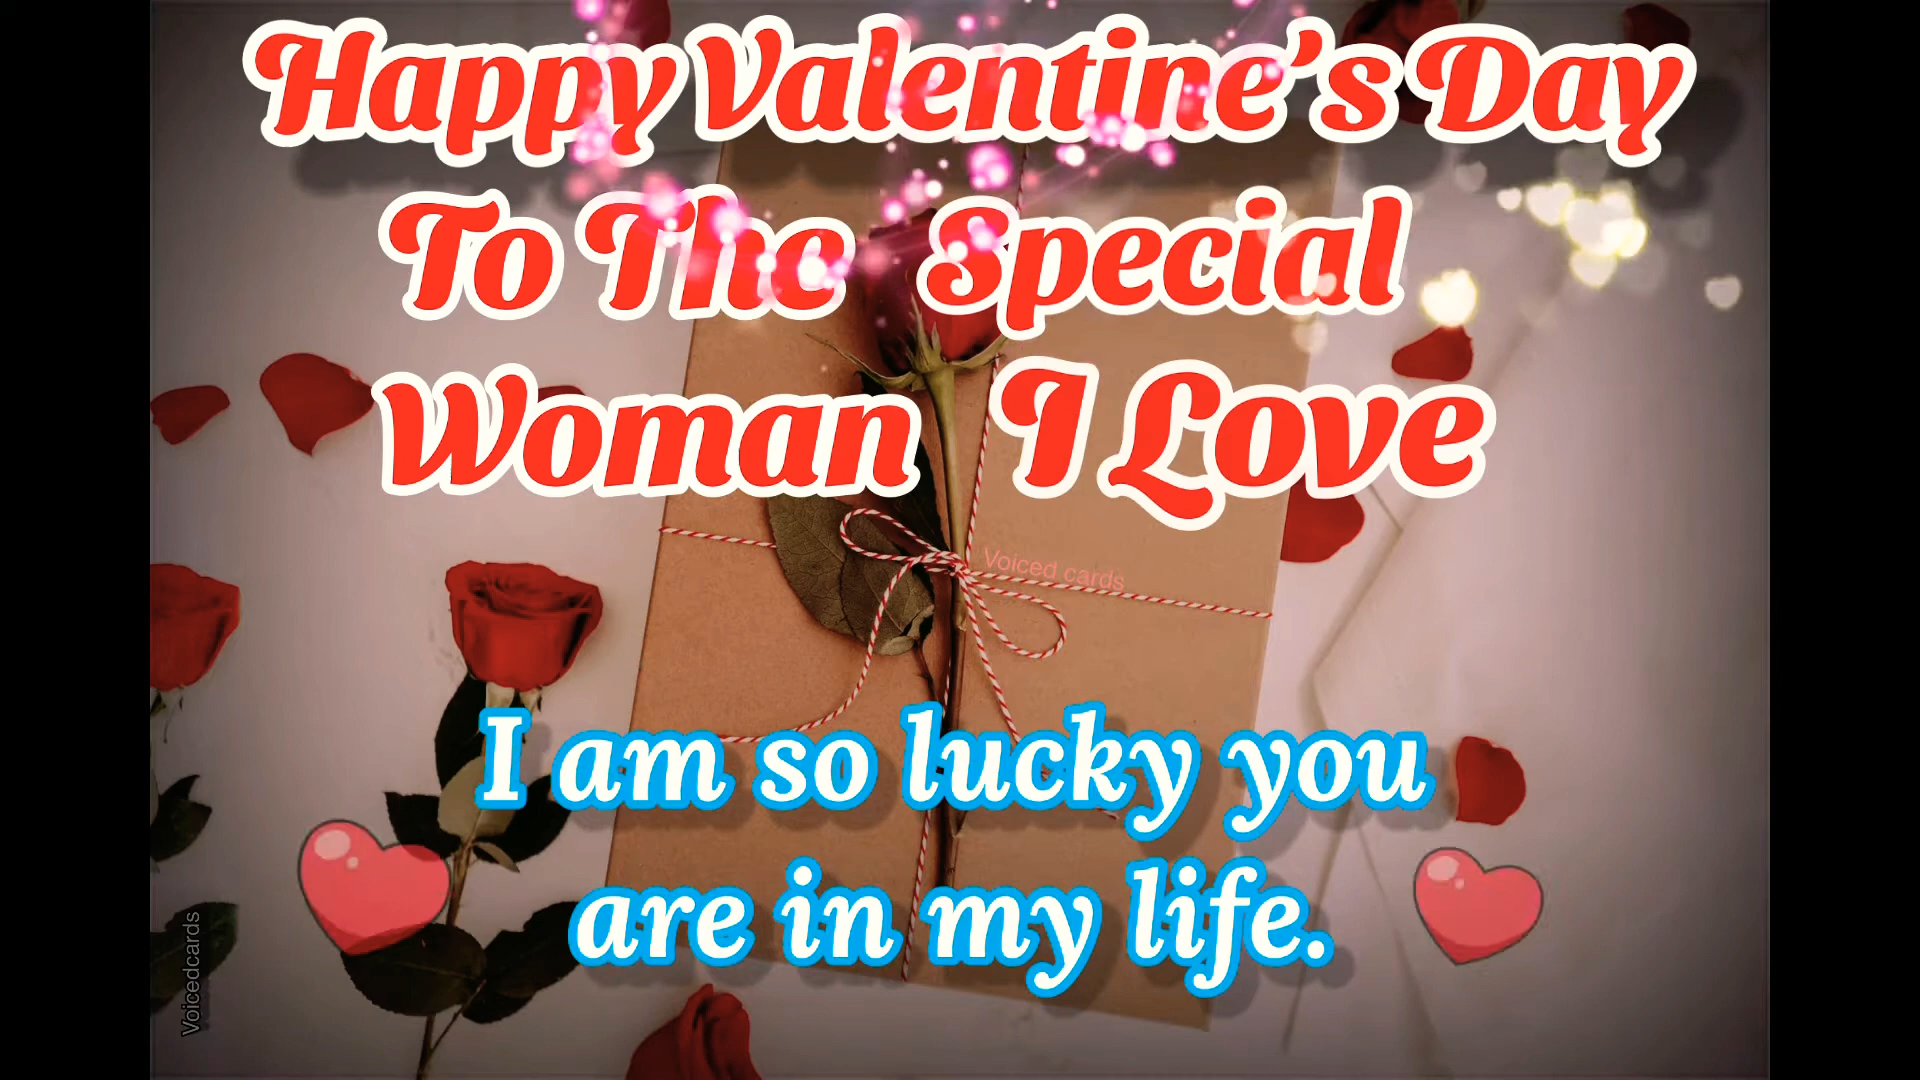 Happy Valentine's Day
To The Special
Woman I Love
Voiced cards
I am so lucky you
are in my life.
Voicedcards